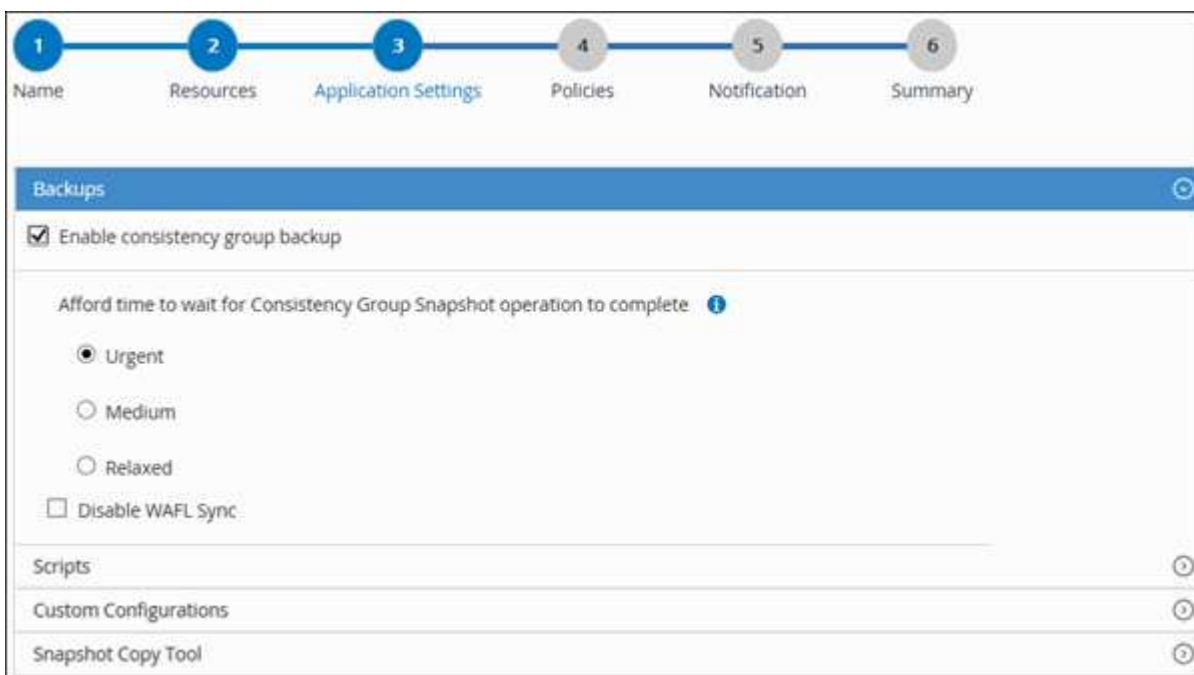 1 2 3 4 5 6
Name Resources Application Settings Policies Notification Summary
Backups
Enable consistency group backup
Afford time to wait for Consistency Group Snapshot operation to complete
Urgent
Medium
Relaxed
Disable WAFL Sync
Scripts
Custom Configurations
Snapshot Copy Tool